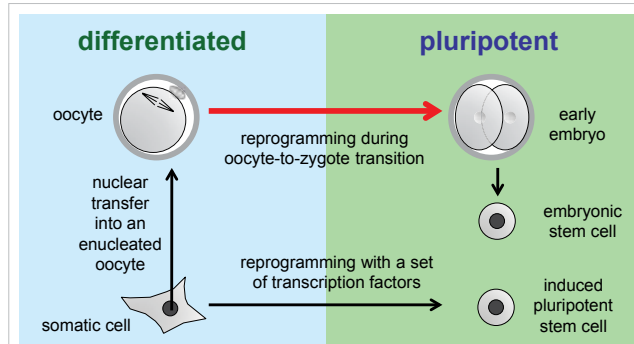 differentiated
pluripotent
oocyte
early
embryo
reprogramming during
oocyte-to-zygote transition
nuclear
transfer
into an
enucleated
oocyte
embryonic
stem cell
reprogramming with a set
of transcription factors
somatic cell
induced
pluripotent
stem cell